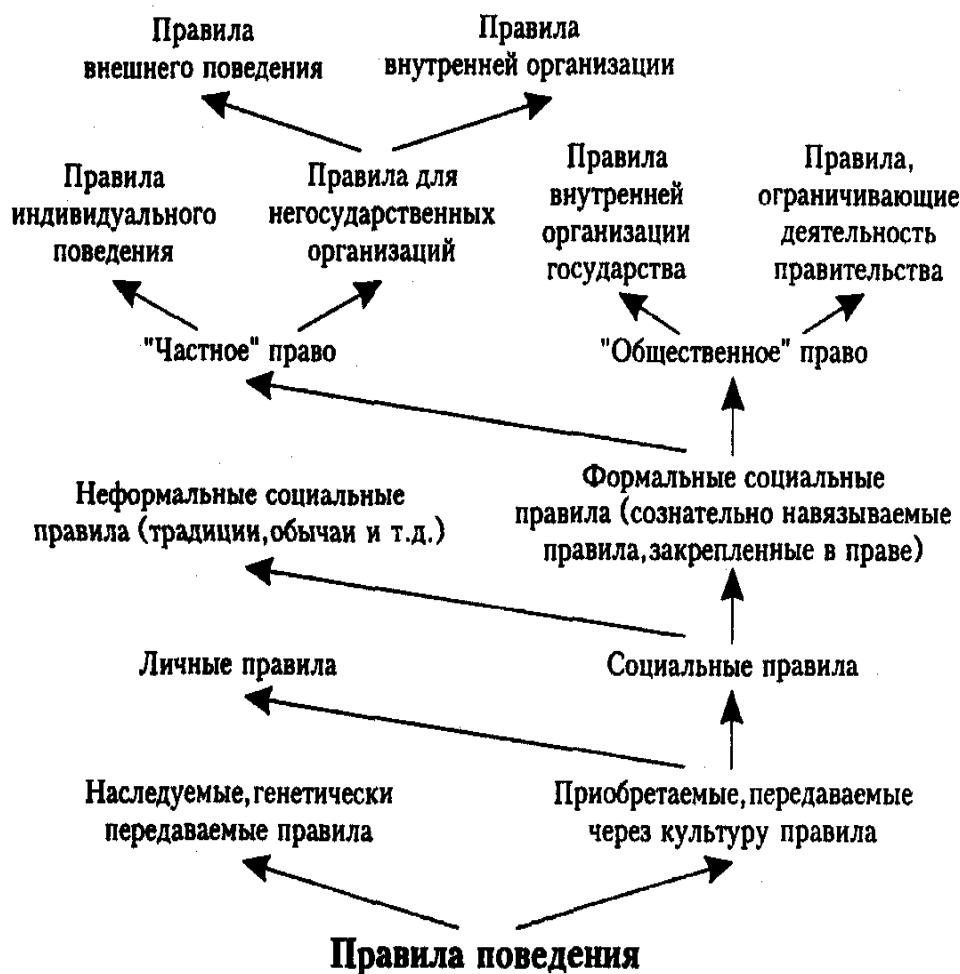 Правила
внешнего поведения
Правила
внутренней организации
Правила
индивидуального
поведения
Правила для
негосударственных
организаций
Правила
внутренней
организации
государства
Правила,
ограничивающие
деятельность
правительства
"Частное" право
"Общественное" право
Неформальные социальные
правила (традиции,обычаи и т.д.)
Формальные социальные
правила (сознательно навязываемые
правила,закрепленные в праве)
Личные правила
Социальные правила
Наследуемые,генетически
передаваемые правила
Приобретаемые,передаваемые
через культуру правила
Правила поведения